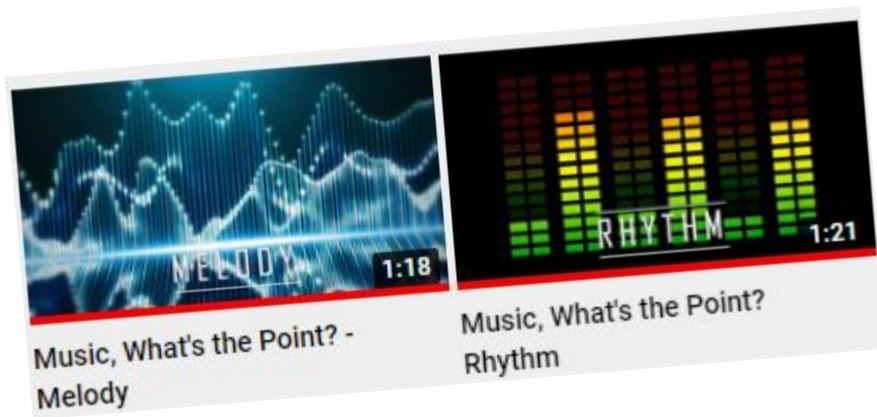 MELODY
1:18
Music, What's the Point? -
Melody
RHYTHM
1:21
Music, What's the Point?
Rhythm